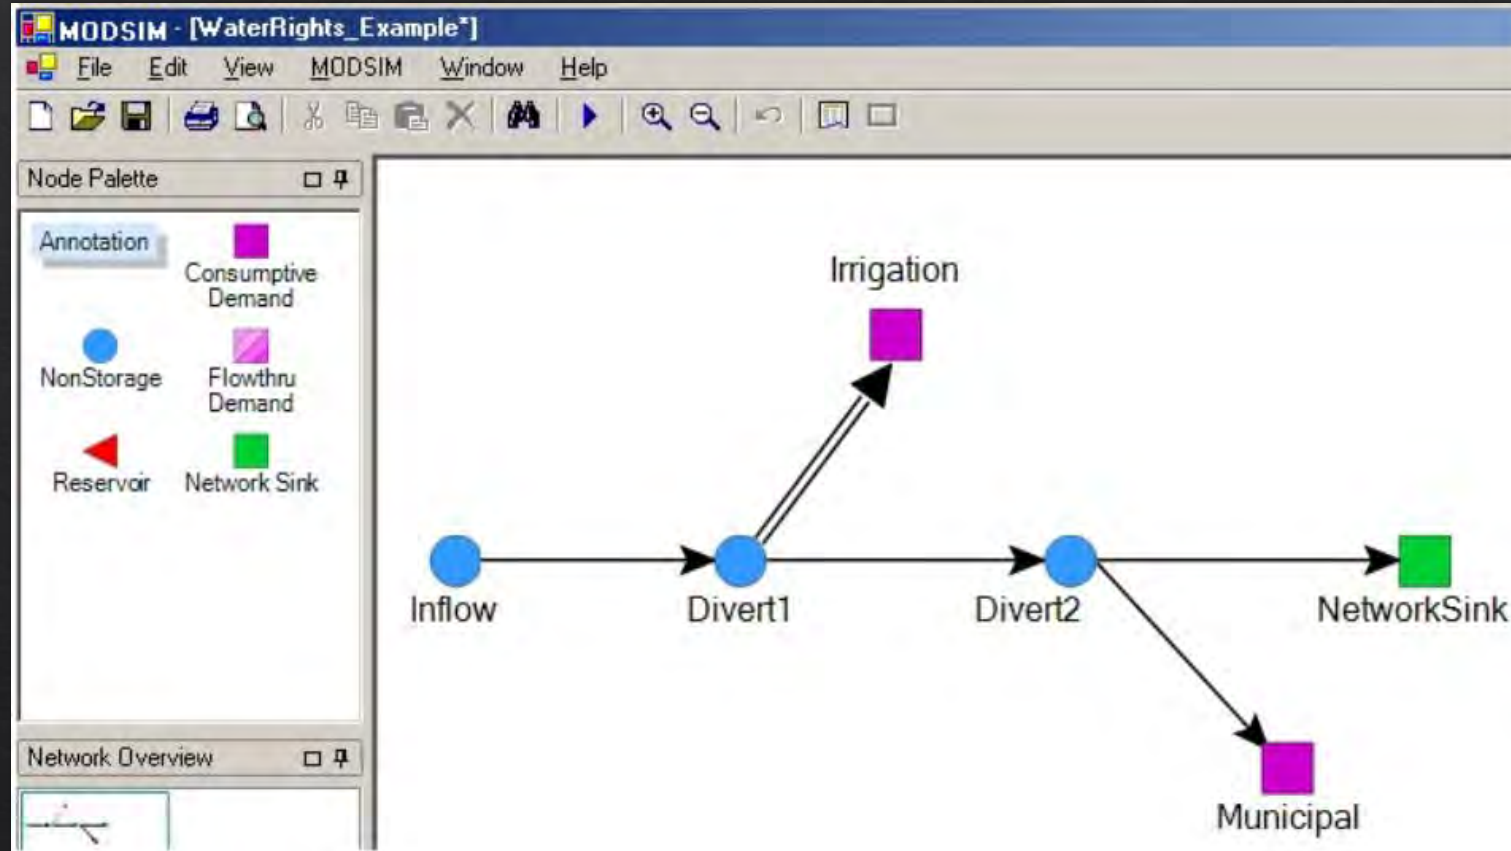 MODSIM - [WaterRights_Example*]
File Edit View MODSIM Window Help
Node Palette
Annotation
Consumptive
Demand
NonStorage
Flowthru
Demand
Reservoir
Network Sink
Network Overview
Irrigation
Inflow
Divert1
Divert2
NetworkSink
Municipal